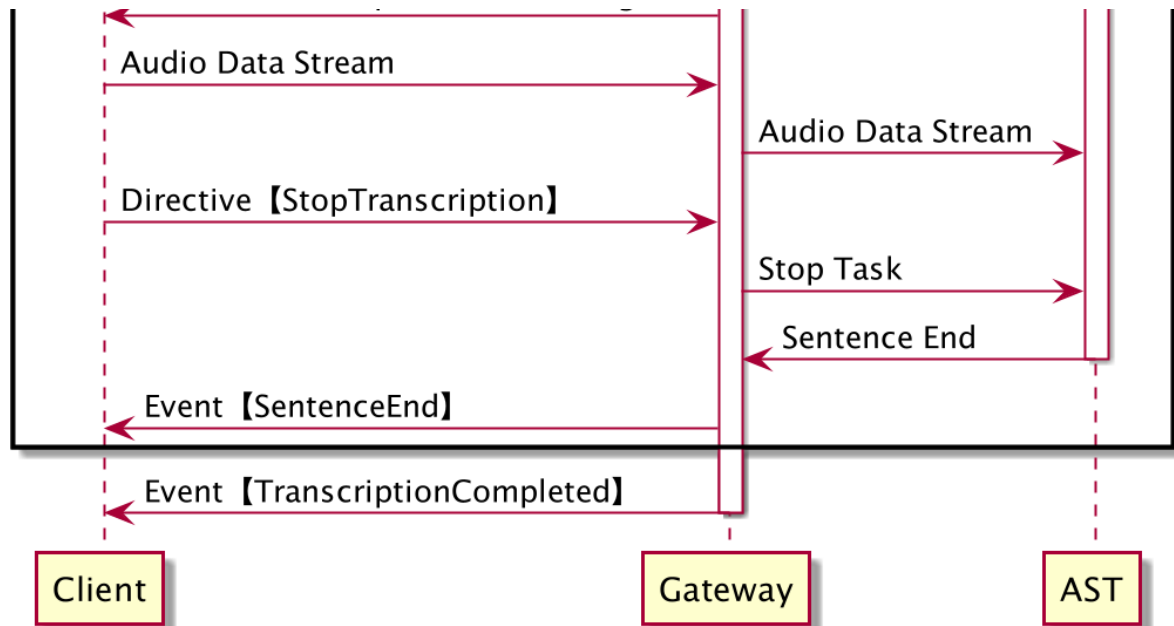 Audio Data Stream
Audio Data Stream
Directive【StopTranscription】
Stop Task
Sentence End
Event【SentenceEnd】
Event【TranscriptionCompleted】
Client
Gateway
AST